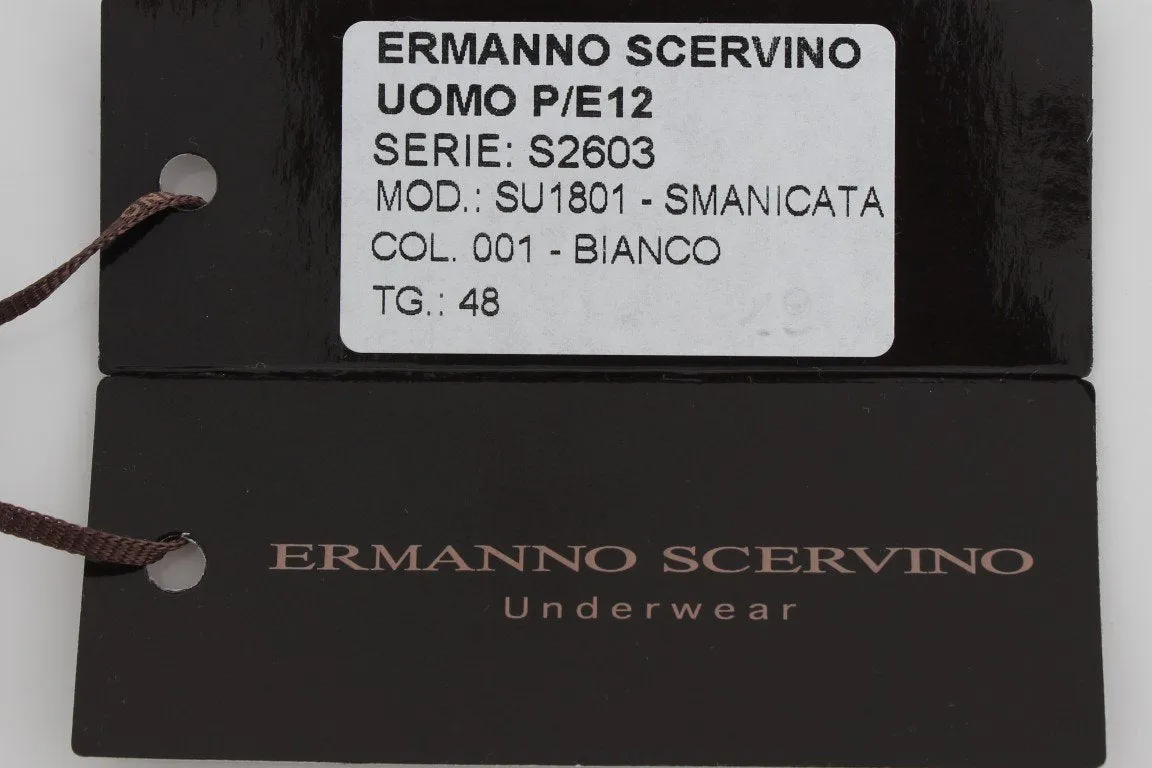 ERMANNO SCERVINO
UOMO P/E12
SERIE: S2603
MOD.: SU1801 - SMANICATA
COL. 001 - BIANCO
TG.: 48
ERMANNO SCERVINO
Underwear